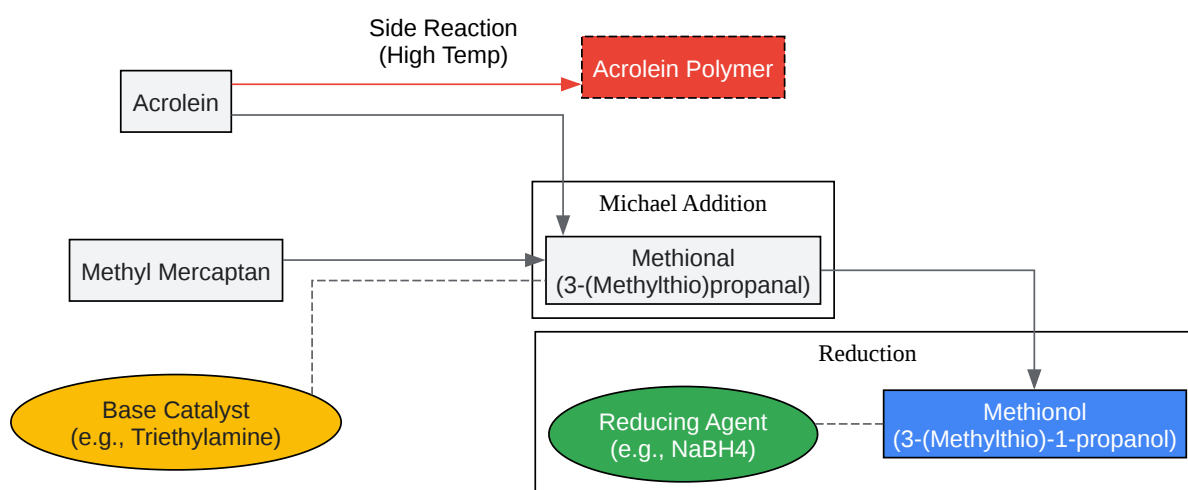 Side Reaction
(High Temp)
Acrolein Polymer
Acrolein
Michael Addition
Methyl Mercaptan
Methional
(3-(Methylthio)propanal)
Reduction
Base Catalyst
(e.g., Triethylamine)
Reducing Agent
(e.g., NaBH4)
Methionol
(3-(Methylthio)-1-propanol)